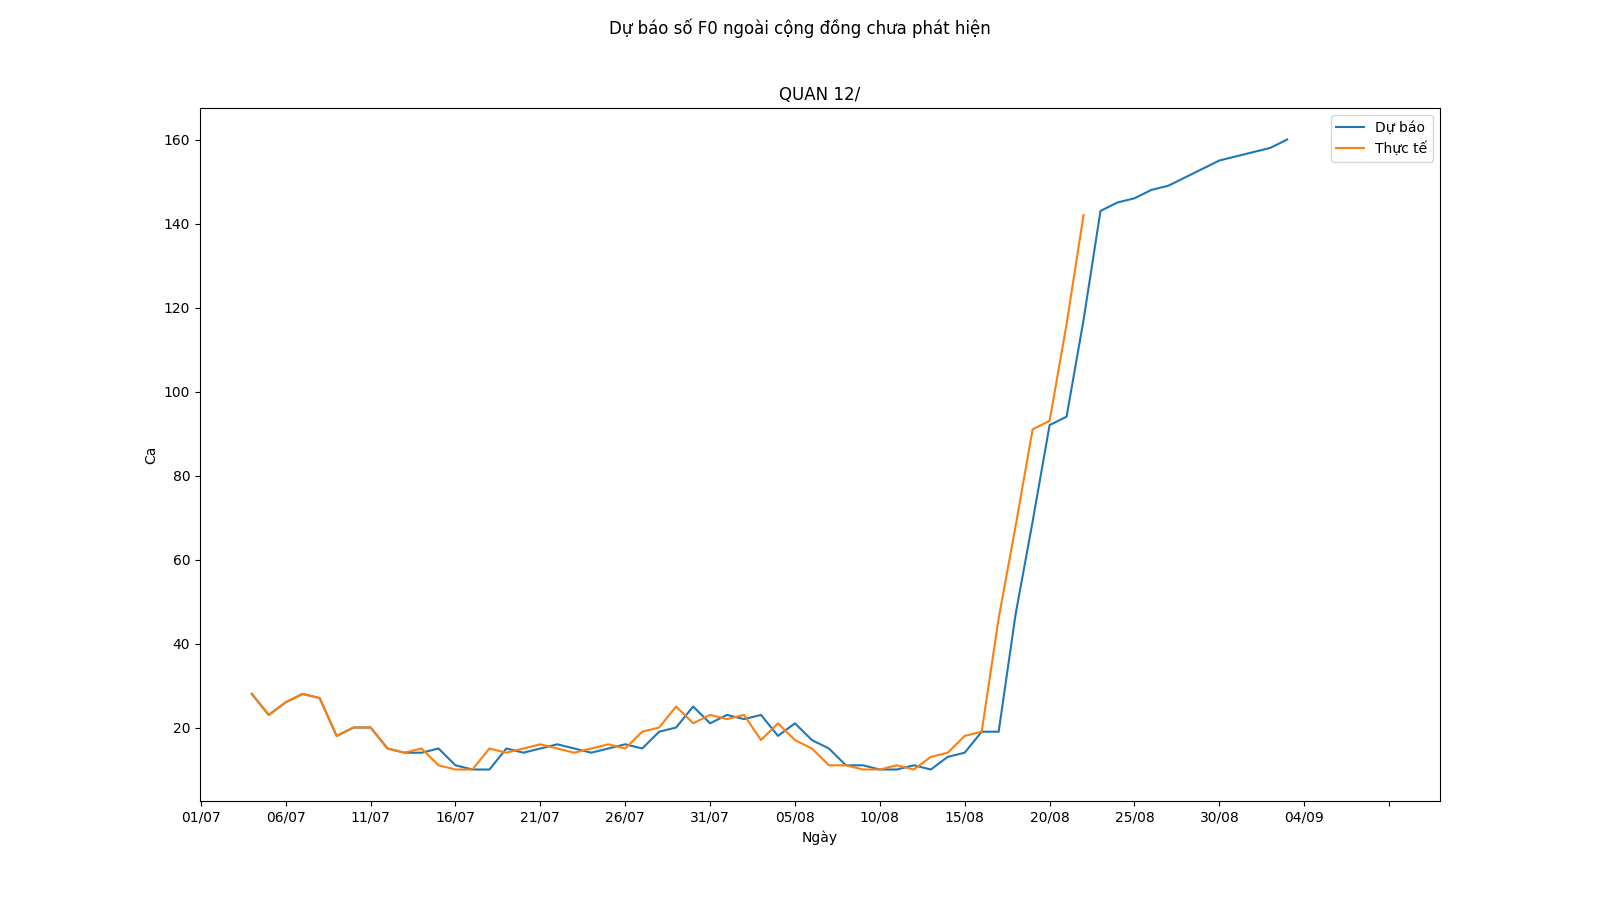 Dự báo số F0 ngoài cộng đồng chưa phát hiện
QUAN 12/
160
140
120
100
80
60
40
20
Ca
Dự báo
Thực tế
01/07 06/07 11/07 16/07 21/07 26/07 31/07 05/08 10/08 15/08 20/08 25/08 30/08 04/09
Ngày